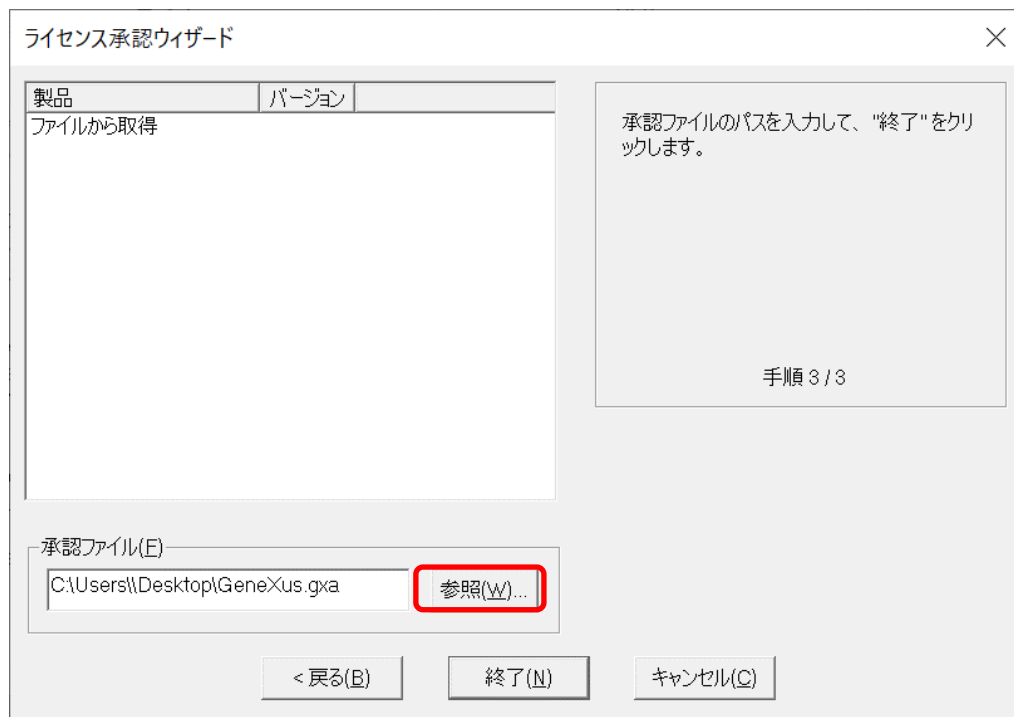 ライセンス承認ウィザード
製品 バージョン
ファイルから取得
承認ファイルのパスを入力して、"終了"をクリ
ックします。
手順 3 / 3
承認ファイル(F)
C:\Users\\Desktop\GeneXus.gxa
参照(W)...
< 戻る(B)
終了(N)
キャンセル(C)